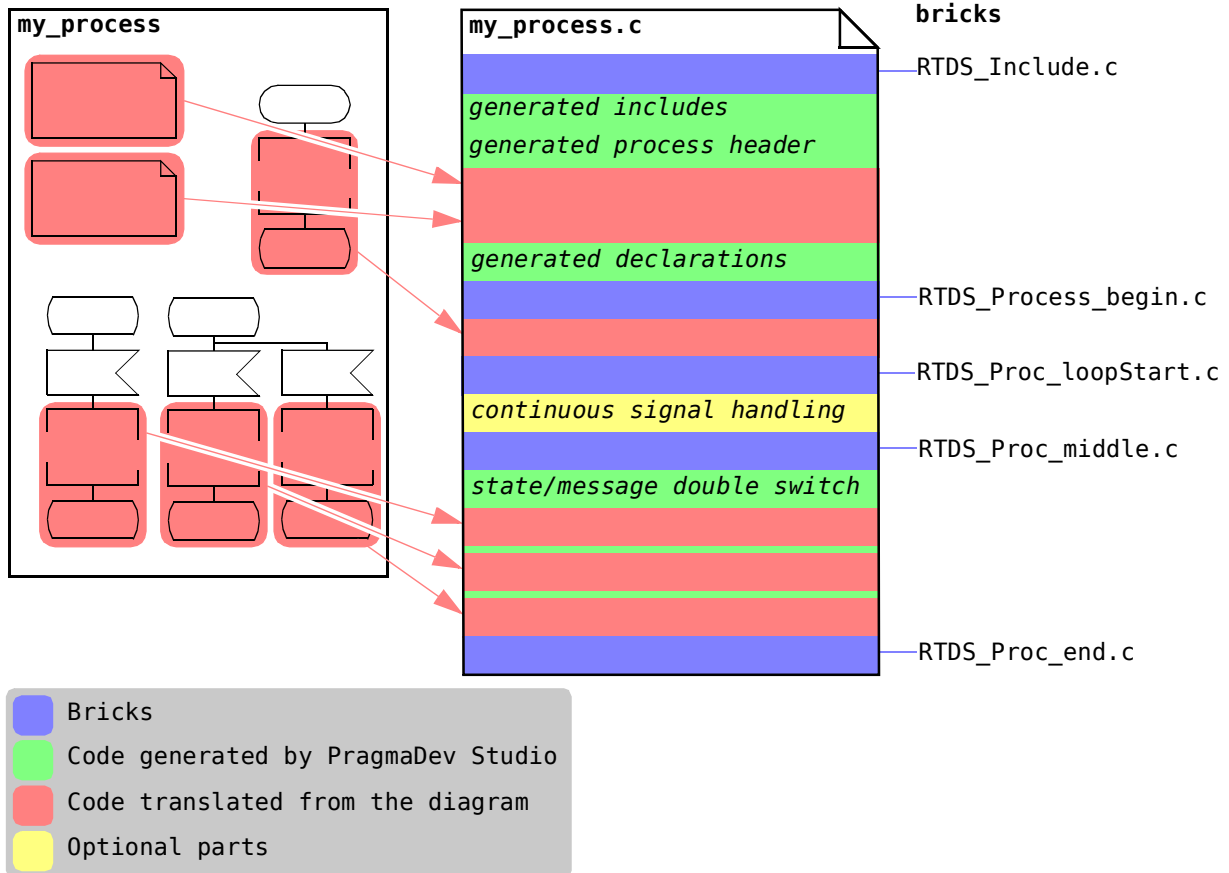 my_process
my_process.c
bricks
RTDS_Include.c
generated includes
generated process header
generated declarations
RTDS_Process_begin.c
RTDS_Proc_loopStart.c
continuous signal handling
RTDS_Proc_middle.c
state/message double switch
RTDS_Proc_end.c
Bricks
Code generated by PragmaDev Studio
Code translated from the diagram
Optional parts